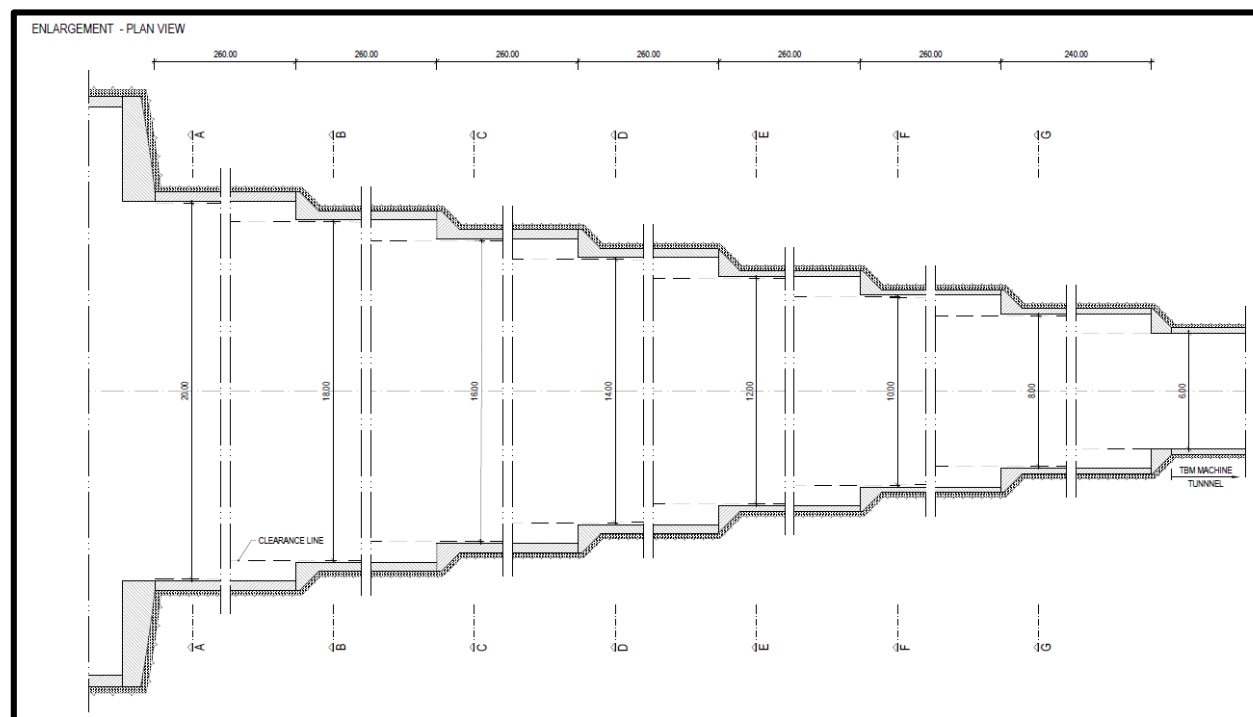 ENLARGEMENT - PLAN VIEW
260.00 260.00 260.00 260.00 260.00 260.00 240.00
A B C D E F G
20.00 18.00 16.00 14.00 12.00 10.00 8.00 6.00
TBM MACHINE
TUNNNEL
CLEARANCE LINE
A B C D E F G